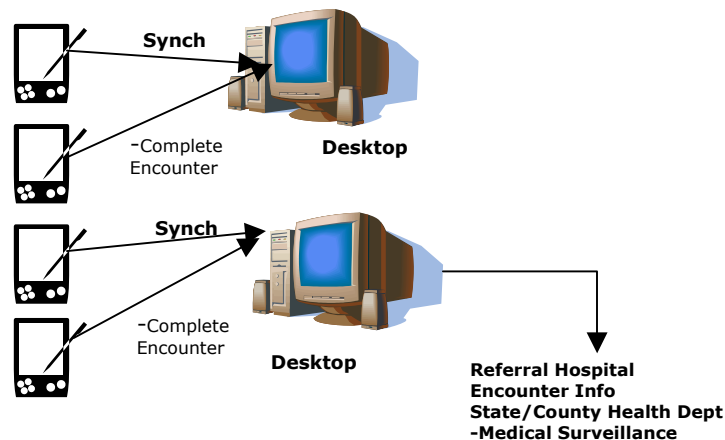 Synch
-Complete
Encounter
Desktop
Synch
-Complete
Encounter
Desktop
Referral Hospital
Encounter Info
State/County Health Dept
-Medical Surveillance